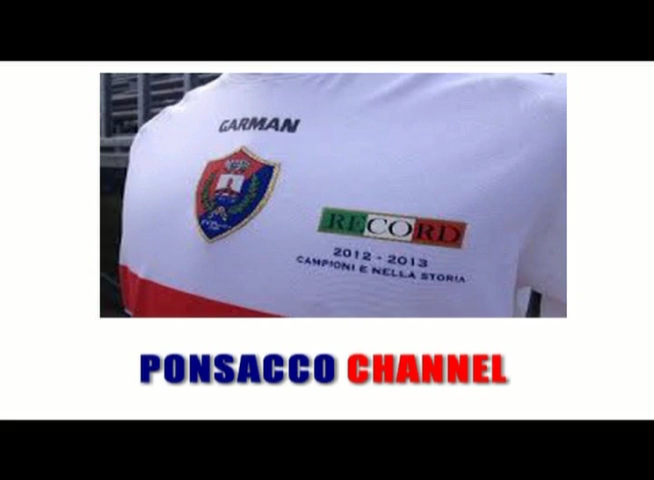 GARMAN
RECORD
2012 - 2013
CAMPIONI E NELLA STORIA
PONSACCO CHANNEL